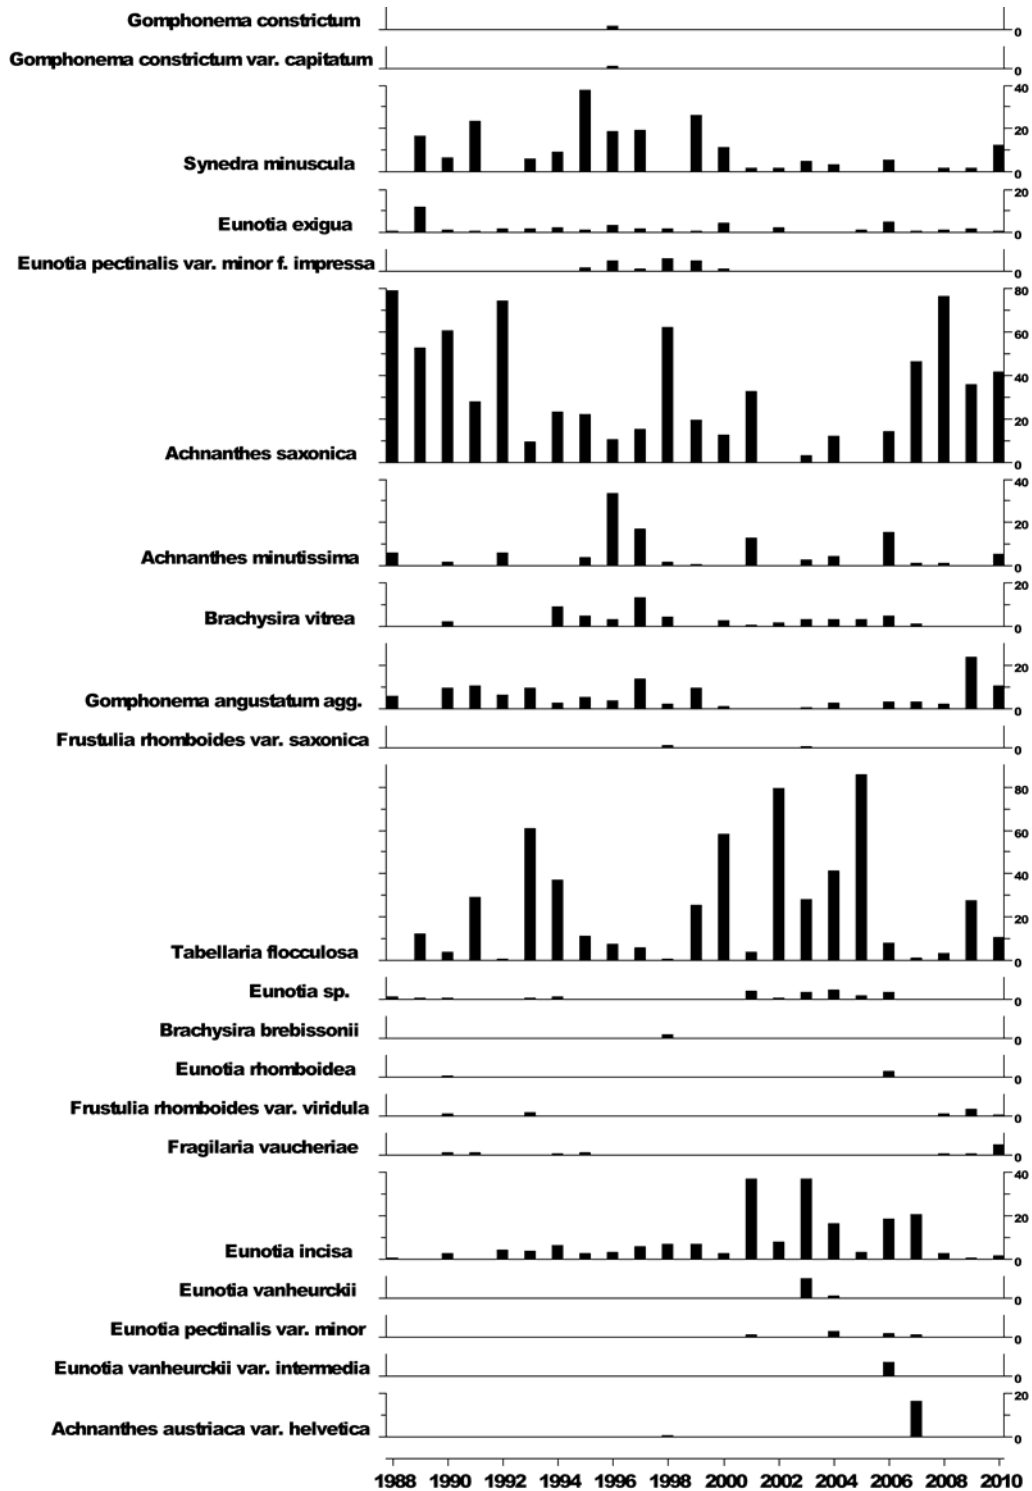 Gomphonema constrictum
0
Gomphonema constrictum var. capitatum
0
40
20
Synedra minuscula
0
20
Eunotia exigua
0
Eunotia pectinalis var. minor f. impressa
0
80
60
40
20
Achnanthes saxonica
0
40
20
Achnanthes minutissima
0
20
Brachysira vitrea
0
20
Gomphonema angustatum agg.
0
Frustulia rhomboides var. saxonica
0
80
60
40
20
Tabellaria flocculosa
0
Eunotia sp.
0
Brachysira brebissonii
0
Eunotia rhomboidea
0
Frustulia rhomboides var. viridula
0
Fragilaria vaucheriae
0
40
20
Eunotia incisa
0
Eunotia vanheurckii
0
Eunotia pectinalis var. minor
0
Eunotia vanheurckii var. intermedia
0
20
Achnanthes austriaca var. helvetica
0
1988 1990 1992 1994 1996 1998 2000 2002 2004 2006 2008 2010